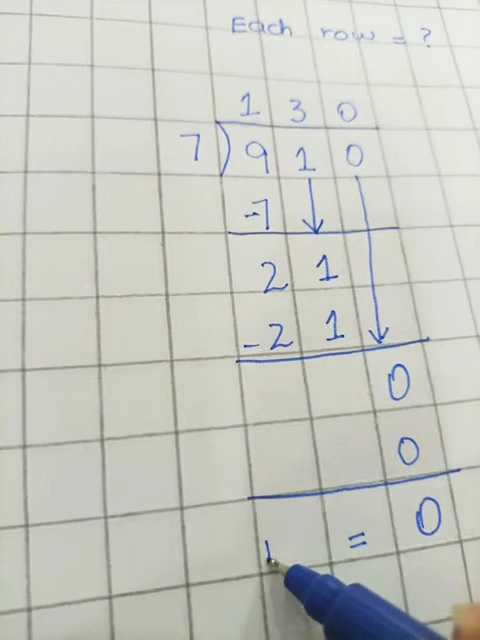 Each row = ?
1 3 0
7 ) 9 1 0
-7
2 1
- 2 1
0
0
= 0